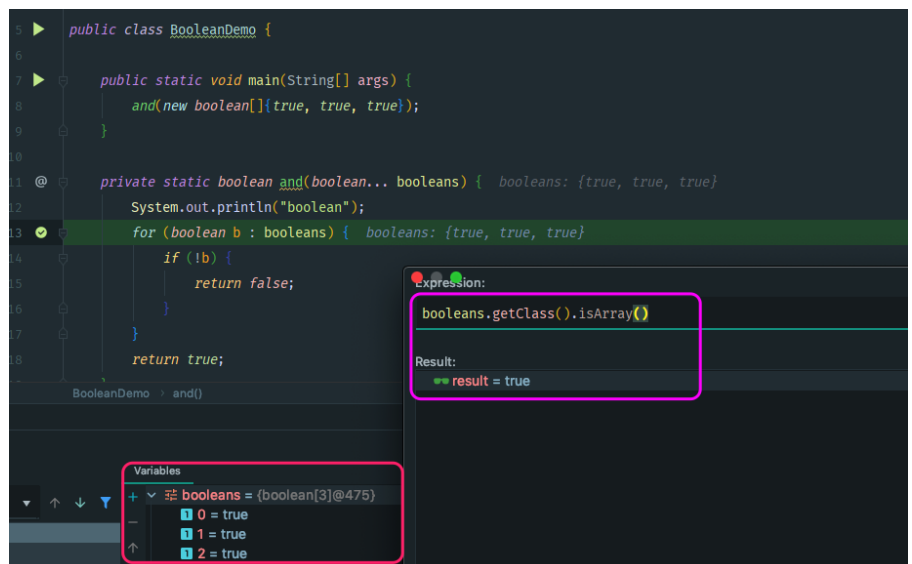 5 public class BooleanDemo {
6
7 public static void main(String[] args) {
8 and(new boolean[]{true, true, true});
9 }
10
11 @ private static boolean and(boolean... booleans) { booleans: {true, true, true}
12 System.out.println("boolean");
13 for (boolean b : booleans) { booleans: {true, true, true}
14 if (!b) {
15 return false;
16 }
17 }
18 return true;
}
BooleanDemo > and()
Expression:
booleans.getClass().isArray()
Result:
result = true
Variables
booleans = {boolean[3]@475}
0 = true
1 = true
2 = true